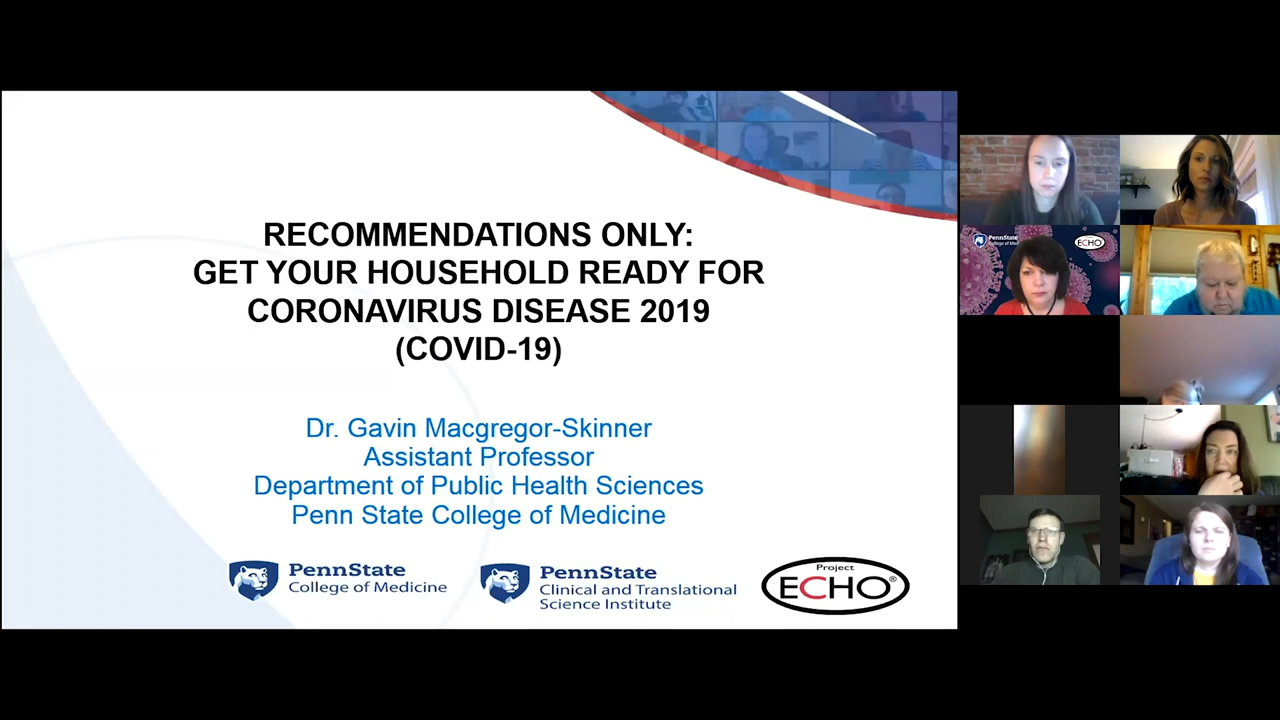 RECOMMENDATIONS ONLY:
GET YOUR HOUSEHOLD READY FOR
CORONAVIRUS DISEASE 2019
(COVID-19)
Dr. Gavin Macgregor-Skinner
Assistant Professor
Department of Public Health Sciences
Penn State College of Medicine
PennState
College of Medicine
PennState
Clinical and Translational
Science Institute
Project
ECHO®
PennState
ECHO